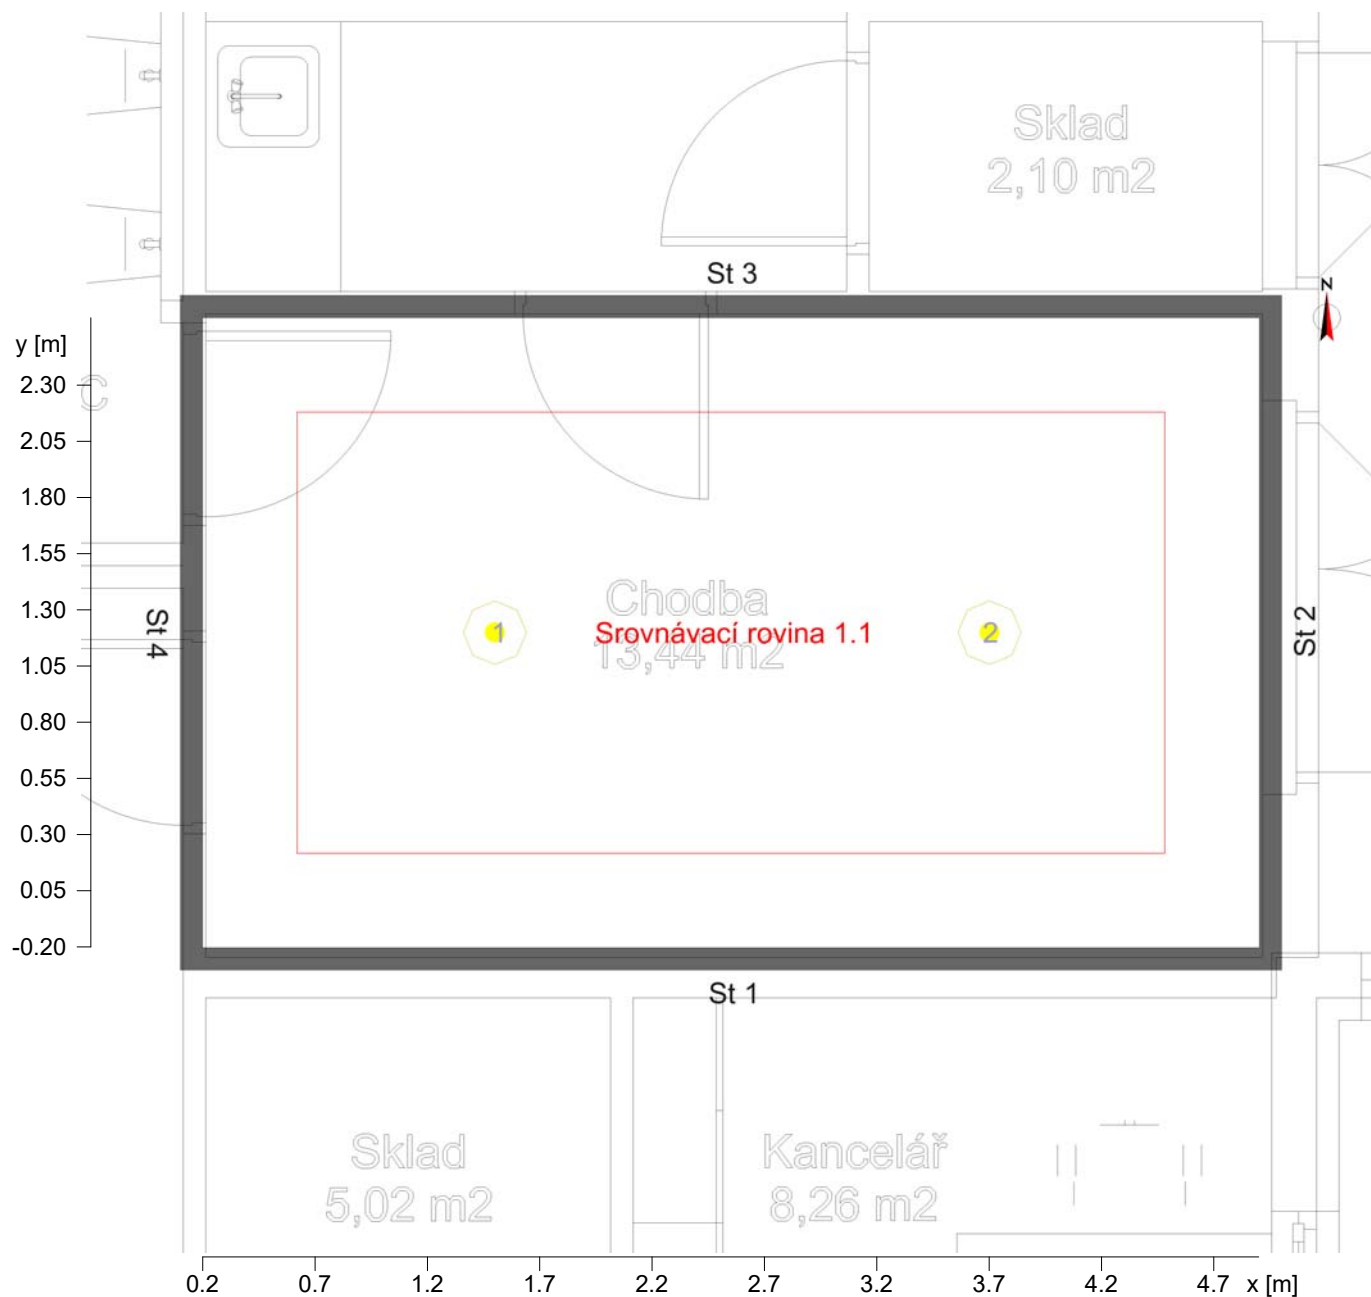 Sklad
2,10 m2
St 3
z
y [m]
2.30
C
2.05
1.80
1.55
1.30
1.05
0.80
0.55
0.30
0.05
-0.20
St 4
Chodba
1
Srovnávací rovina 1.1
2
13,44 m2
St 2
St 1
Sklad
5,02 m2
Kancelář
8,26 m2
0.2 0.7 1.2 1.7 2.2 2.7 3.2 3.7 4.2 4.7 x [m]